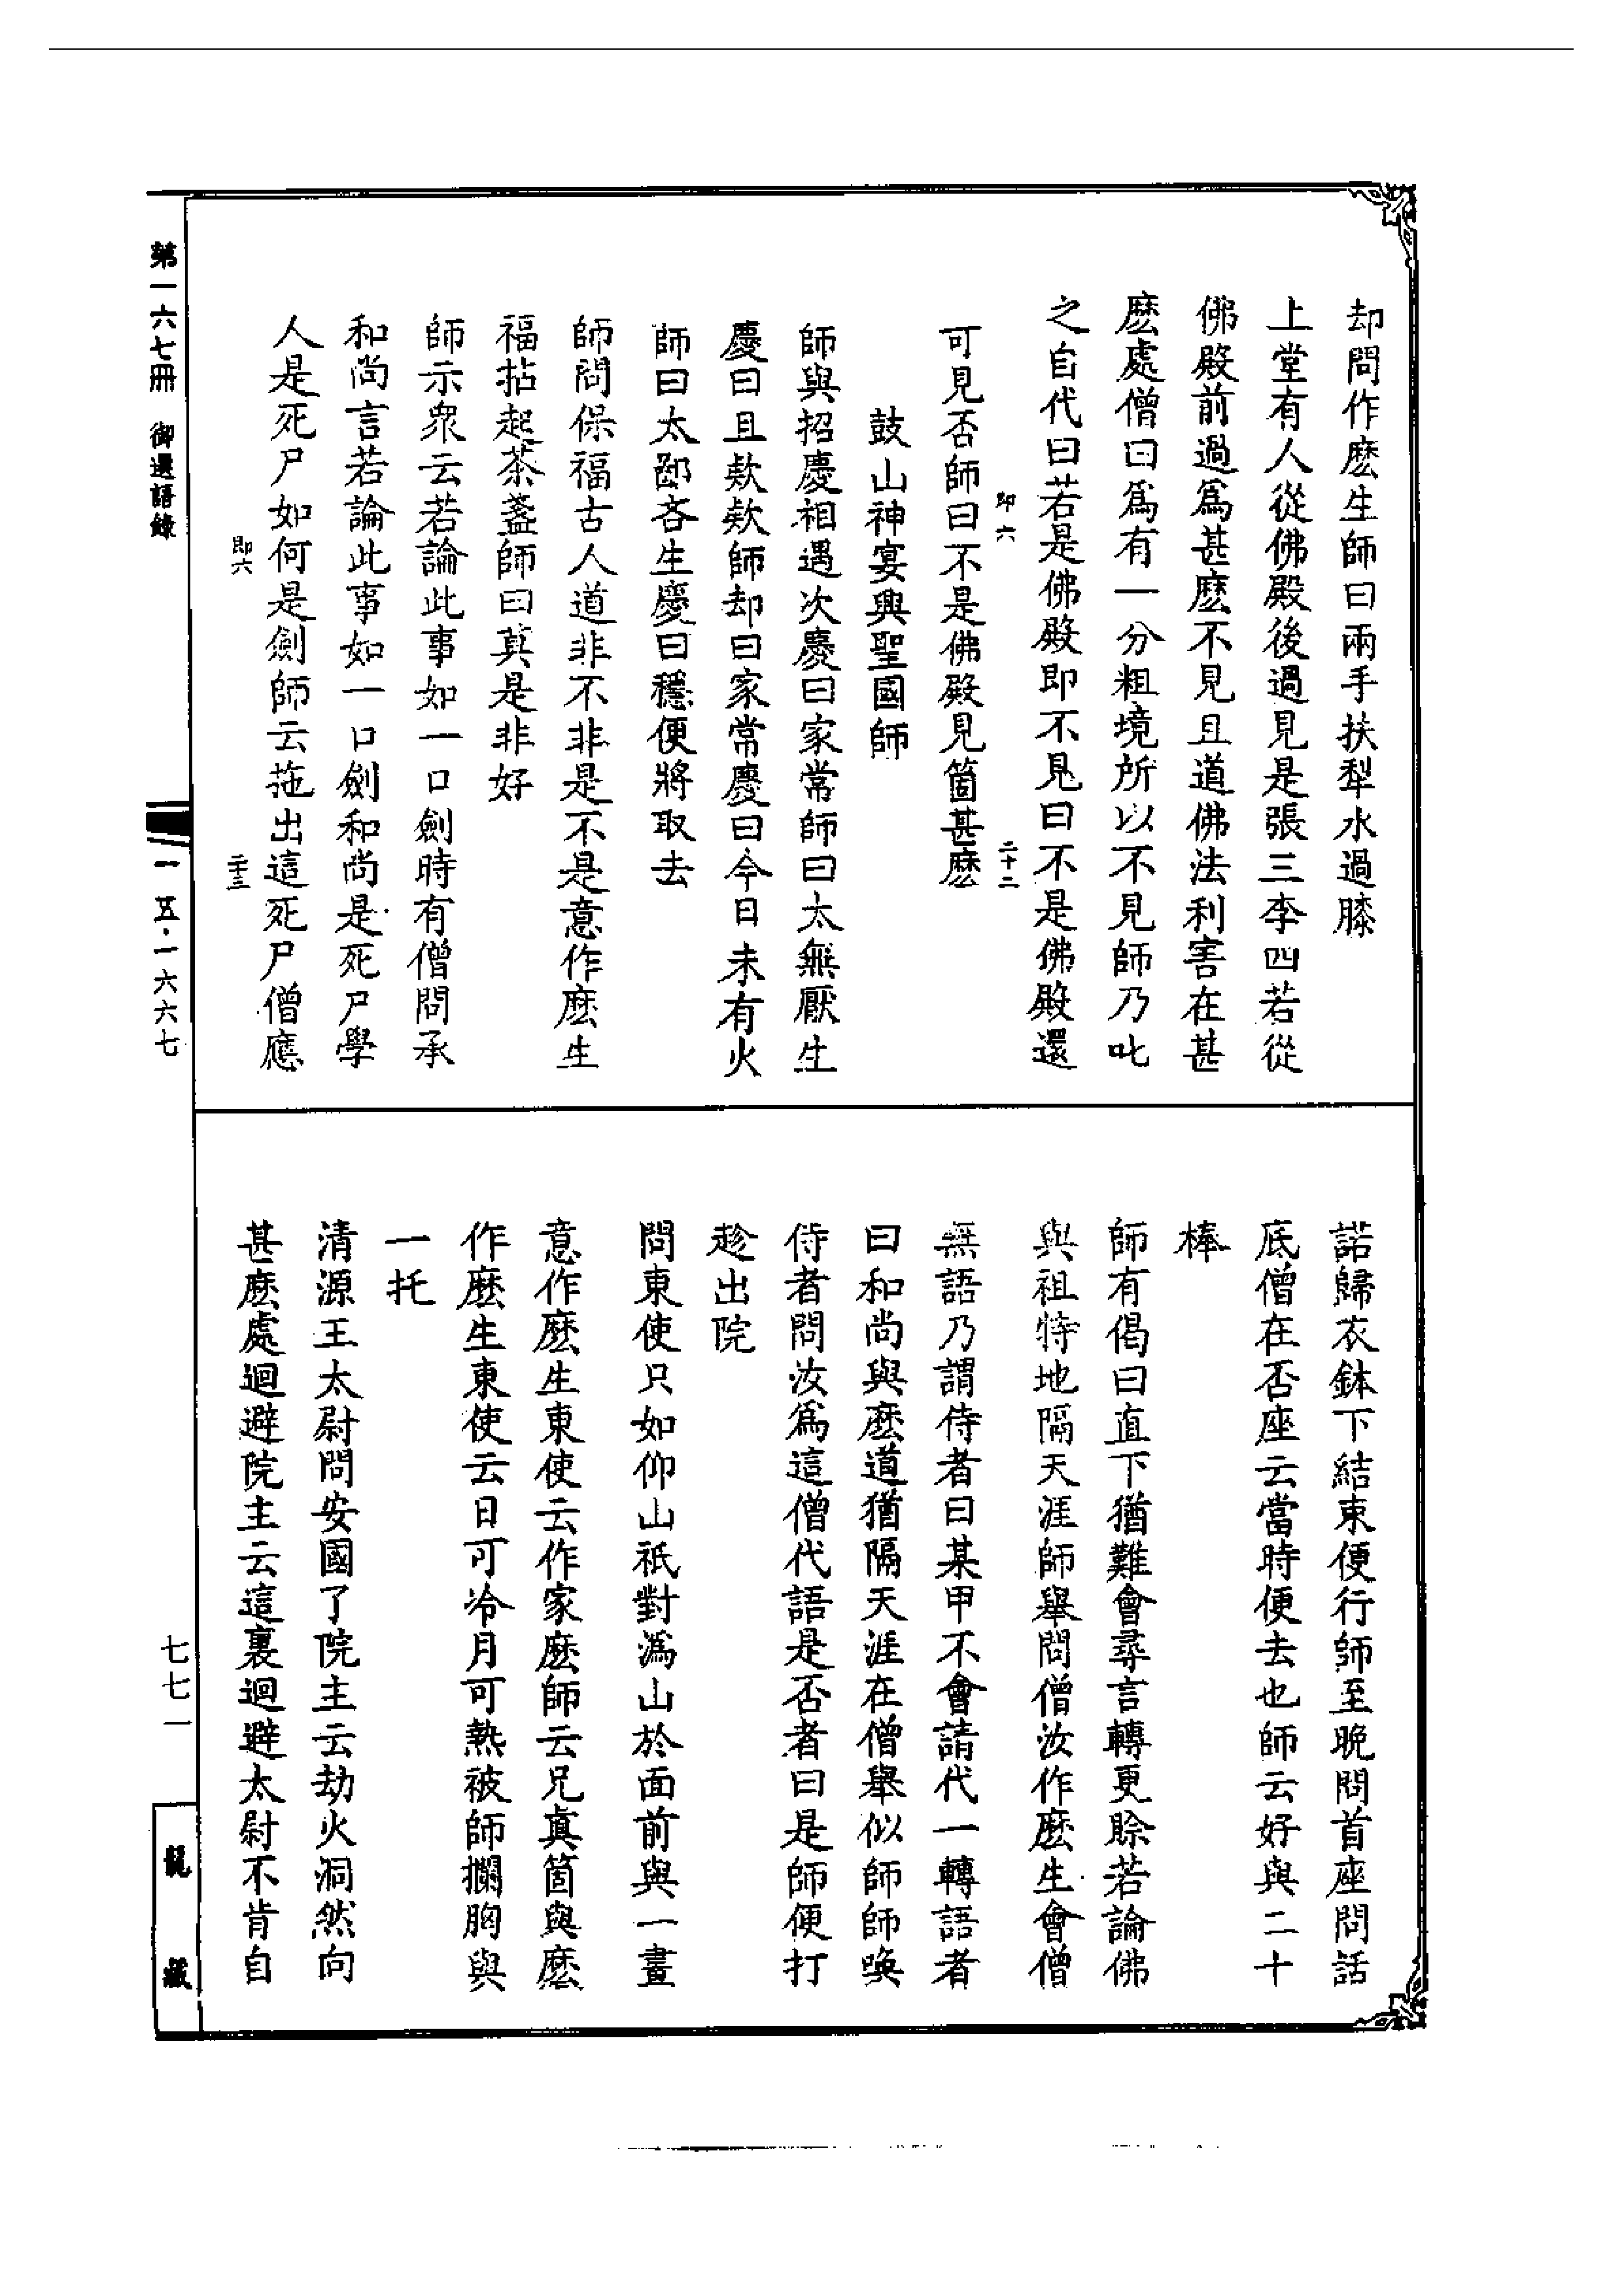 却問作麽生師曰兩手扶犁水過膝
上堂有人從佛殿後過見是張三李四若從
佛殿前過爲甚麽不見且道佛法利害在甚
麽處僧曰爲有一分粗境所以不見師乃叱
之自代曰若是佛殿即不見曰不是佛殿還
即六
二十二
可見否師曰不是佛殿見箇甚麽
鼓山神宴興聖國師
師與招慶相遇次慶曰家常師曰太無厭生
慶曰且欵欵師却曰家常慶曰今日未有火
師曰太鄙吝生慶曰穩便將取去
師問保福古人道非不非是不是意作麽生
福拈起茶盞師曰莫是非好
師示衆云若論此事如一口劍時有僧問承
和尚言若論此事如一口劍和尚是死尸學
人是死尸如何是劍師云拖出這死尸僧應
即六
二十三
第一六七冊 御選語錄
一一五·一六六七
諾歸衣鉢下結束便行師至晚問首座問話
底僧在否座云當時便去也師云好與二十
棒
師有偈曰直下猶難會尋言轉更賒若論佛
與祖特地隔天涯師舉問僧汝作麽生會僧
無語乃謂侍者曰某甲不會請代一轉語者
曰和尚與麽道猶隔天涯在僧舉似師師喚
侍者問汝爲這僧代語是否者曰是師便打
趁出院
問東使只如仰山祇對潙山於面前與一畫
意作麽生東使云作家麽師云兄真箇與麽
作麽生東使云日可冷月可熱被師攔胸與
一托
清源王太尉問安國了院主云劫火洞然向
甚麽處迴避院主云這裏迴避太尉不肯自
七七一
龍藏